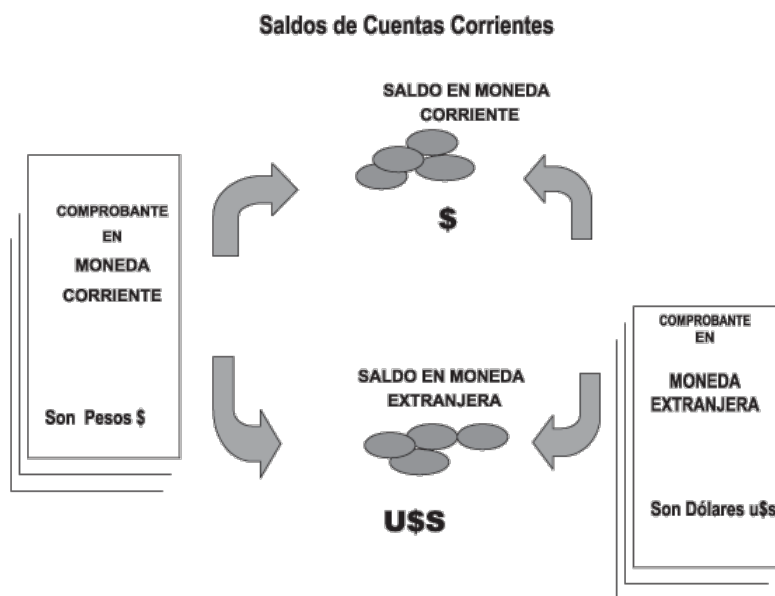 Saldos de Cuentas Corrientes
SALDO EN MONEDA
CORRIENTE
$
COMPROBANTE
EN
MONEDA
CORRIENTE
Son Pesos $
SALDO EN MONEDA
EXTRANJERA
U$S
COMPROBANTE
EN
MONEDA
EXTRANJERA
Son Dólares u$s